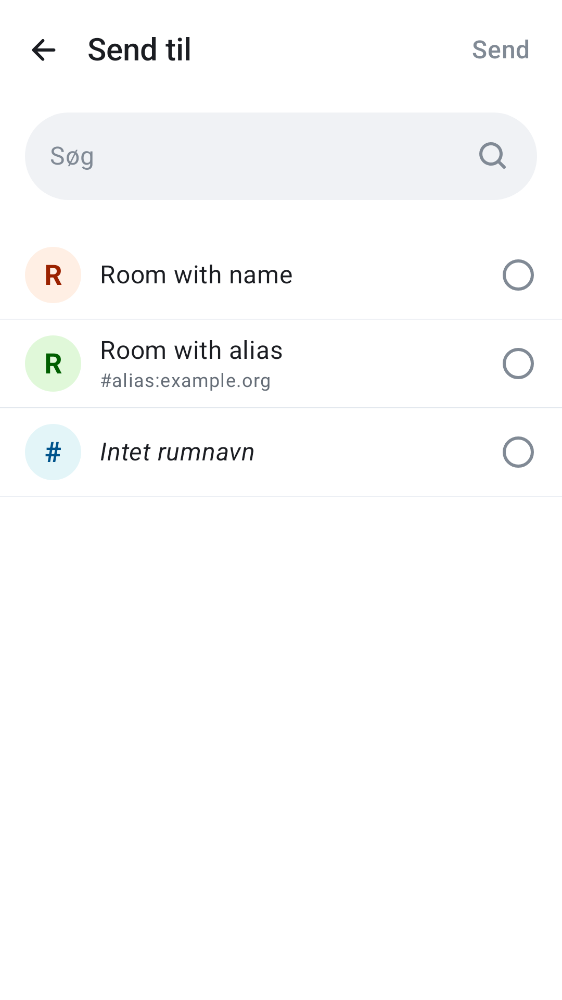 Send til
Send
Søg
R
Room with name
R
Room with alias
#alias:example.org
#
Intet rumnavn